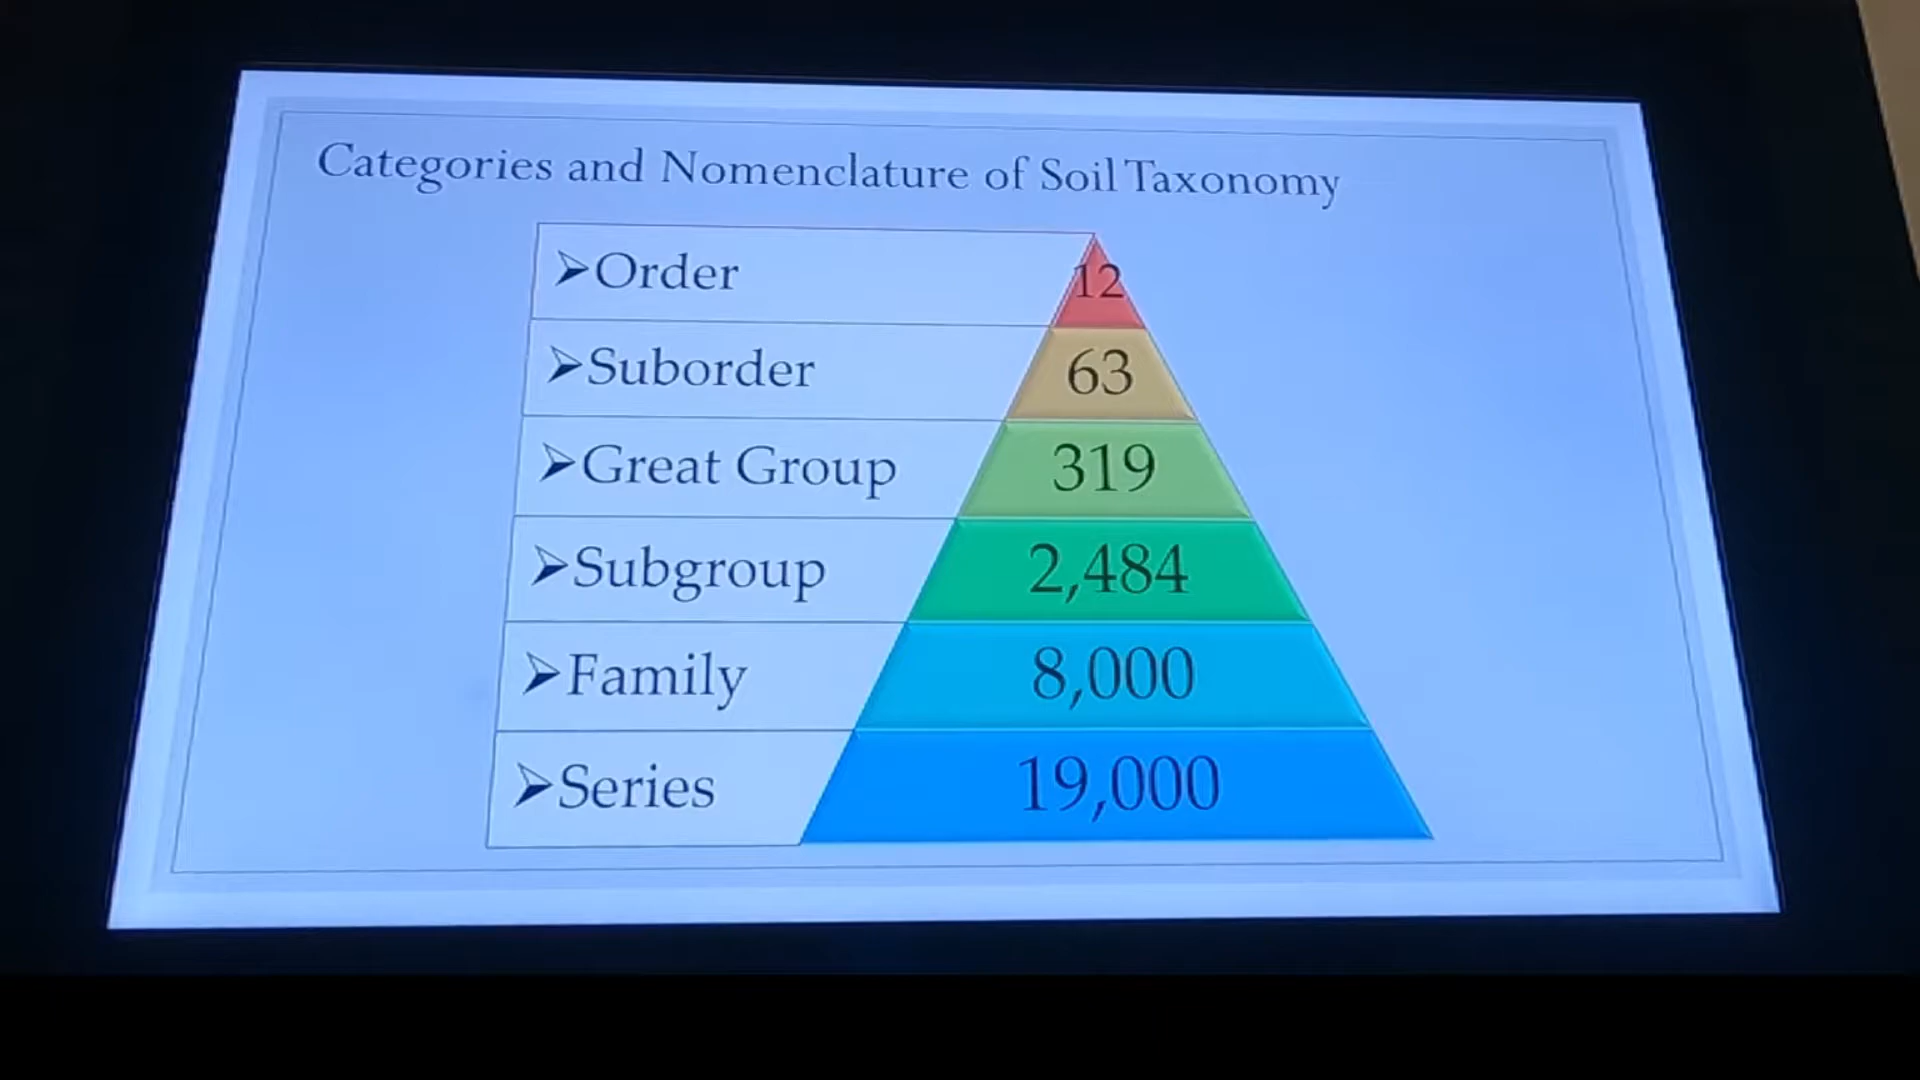 Categories and Nomenclature of Soil Taxonomy
➢Order 12
➢Suborder 63
➢Great Group 319
➢Subgroup 2,484
➢Family 8,000
➢Series 19,000